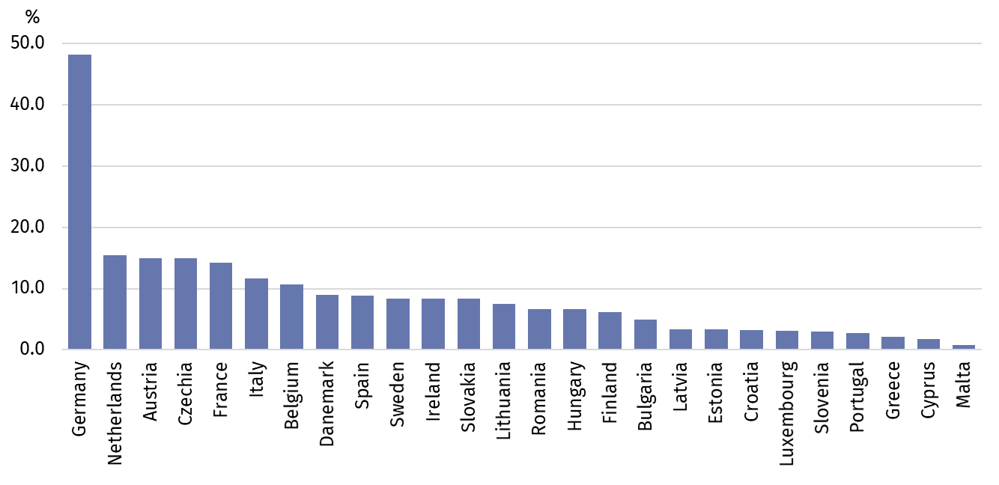 %
50.0
40.0
30.0
20.0
10.0
0.0
Germany
Netherlands
Austria
Czechia
France
Italy
Belgium
Danemark
Spain
Sweden
Ireland
Slovakia
Lithuania
Romania
Hungary
Finland
Bulgaria
Latvia
Estonia
Croatia
Luxembourg
Slovenia
Portugal
Greece
Cyprus
Malta